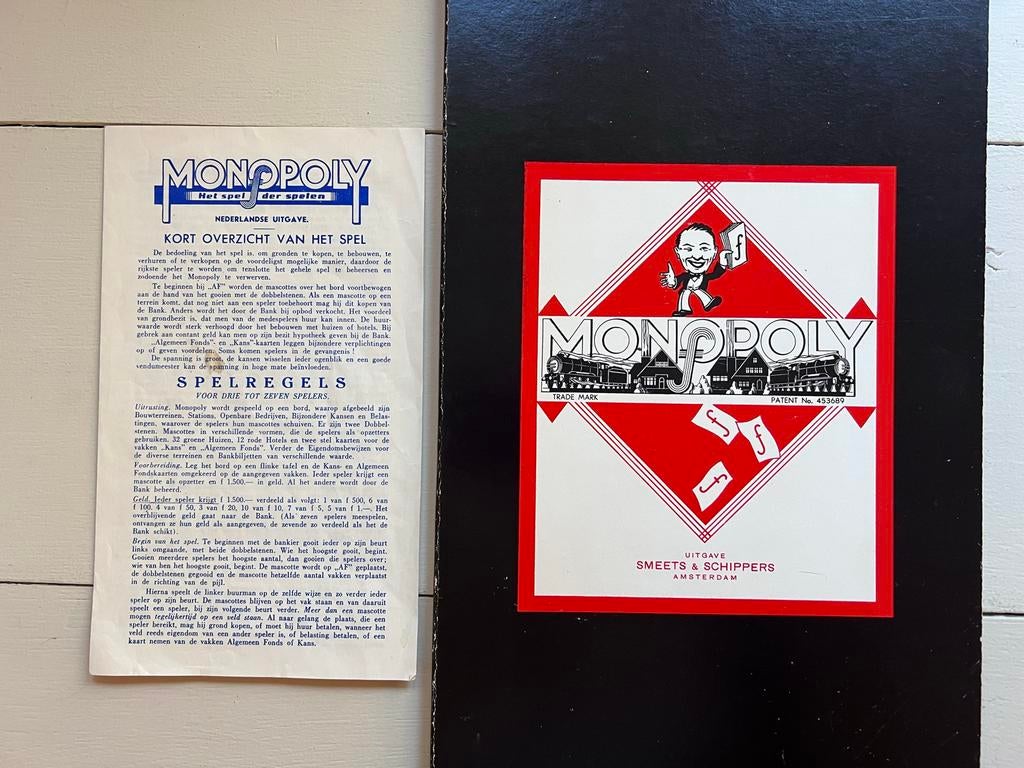 MONOPOLY
Het spel der spelen
NEDERLANDSE UITGAVE.
KORT OVERZICHT VAN HET SPEL
De bedoeling van het spel is, om gronden te kopen, te bebouwen, te
verhuren of te verkopen op de voordeligst mogelijke manier, daardoor de
rijkste speler te worden om tenslotte het gehele spel te beheersen en
zodoende het Monopoly te verwerven.
Te beginnen bij „AF” worden de mascottes over het bord voortbewogen
aan de hand van het gooien met de dobbelstenen. Als een mascotte op een
terrein komt, dat nog niet aan een speler toebehoort mag hij dit kopen van
de Bank. Anders wordt het door de Bank bij opbod verkocht. Het voordeel
van grondbezit is, dat men van de medespelers huur kan innen. De huur-
waarde wordt sterk verhoogd door het bebouwen met huizen of hotels. Bij
gebrek aan contant geld kan men op zijn bezit hypotheek geven bij de Bank.
„Algemeen Fonds”- en „Kans”-kaarten leggen bijzondere verplichtingen
op of geven voordelen. Soms komen spelers in de gevangenis!
De spanning is groot, de kansen wisselen ieder ogenblik en een goede
vendumeester kan de spanning in hoge mate beïnvloeden.
SPELREGELS
VOOR DRIE TOT ZEVEN SPELERS.
Uitrusting. Monopoly wordt gespeeld op een bord, waarop afgebeeld zijn
Bouwterreinen, Stations, Openbare Bedrijven, Bijzondere Kansen en Belas-
tingen, waarover de spelers hun mascottes schuiven. Er zijn twee Dobbel-
stenen. Mascottes in verschillende vormen, die de spelers als opzetters
gebruiken. 32 groene Huizen, 12 rode Hotels en twee stel kaarten voor de
vakken „Kans” en „Algemeen Fonds”. Verder de Eigendomsbewijzen voor
de diverse terreinen en Bankbiljetten van verschillende waarde.
Voorbereiding. Leg het bord op een flinke tafel en de Kans- en Algemeen
Fondskaarten omgekeerd op de aangegeven vakken. Ieder speler krijgt een
mascotte als opzetter en f 1.500.— in geld. Al het andere wordt door de
Bank beheerd.
Geld. Ieder speler krijgt f 1.500.— verdeeld als volgt: 1 van f 500, 6 van
f 100, 4 van f 50, 3 van f 20, 10 van f 10, 7 van f 5, 5 van f 1.—. Het
overblijvende geld gaat naar de Bank. (Als zeven spelers meespelen,
ontvangen ze hun geld als aangegeven, de zevende zo verdeeld als het de
Bank schikt).
Begin van het spel. Te beginnen met de bankier gooit ieder op zijn beurt
links omgaande, met beide dobbelstenen. Wie het hoogste gooit, begint.
Gooien meerdere spelers het hoogste aantal, dan gooien die spelers over;
wie van hen het hoogste gooit, begint. De mascotte wordt op „AF” geplaatst,
de dobbelstenen gegooid en de mascotte hetzelfde aantal vakken verplaatst
in de richting van de pijl.
Hierna speelt de linker buurman op de zelfde wijze en zo verder ieder
speler op zijn beurt. De mascottes blijven op het vak staan en van daaruit
speelt een speler, bij zijn volgende beurt verder. Meer dan een mascotte
mogen tegelijkertijd op een veld staan. Al naar gelang de plaats, die een
speler bereikt, mag hij grond kopen, of moet hij huur betalen, wanneer het
veld reeds eigendom van een ander speler is, of belasting betalen, of een
kaart nemen van de vakken Algemeen Fonds of Kans.
f
MONOPOLY
TRADE MARK
PATENT No. 453689
f
f
f
UITGAVE
SMEETS & SCHIPPERS
AMSTERDAM